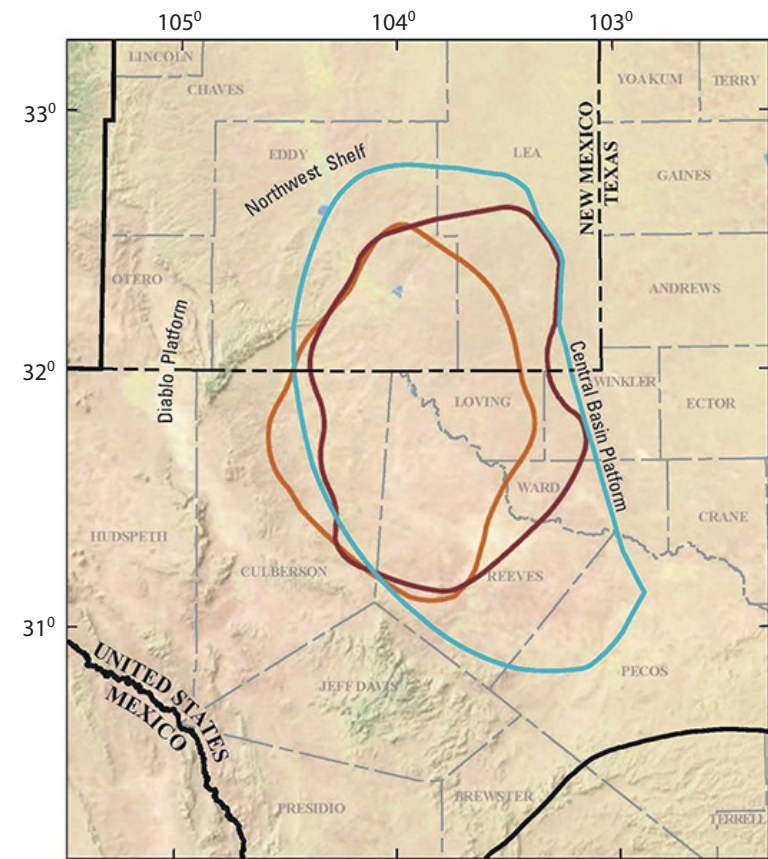 105⁰
104⁰
103⁰
LINCOLN
CHAVES
YOAKUM
TERRY
33⁰
NEW MEXICO
TEXAS
EDDY
LEA
Northwest Shelf
GAINES
OTERO
ANDREWS
Diablo Platform
32⁰
Central Basin Platform
WINKLER
LOVING
ECTOR
WARD
CRANE
HUDSPETH
CULBERSON
REEVES
31⁰
UNITED STATES
MEXICO
JEFF DAVIS
PECOS
PRESIDIO
BREWSTER
TERRELL